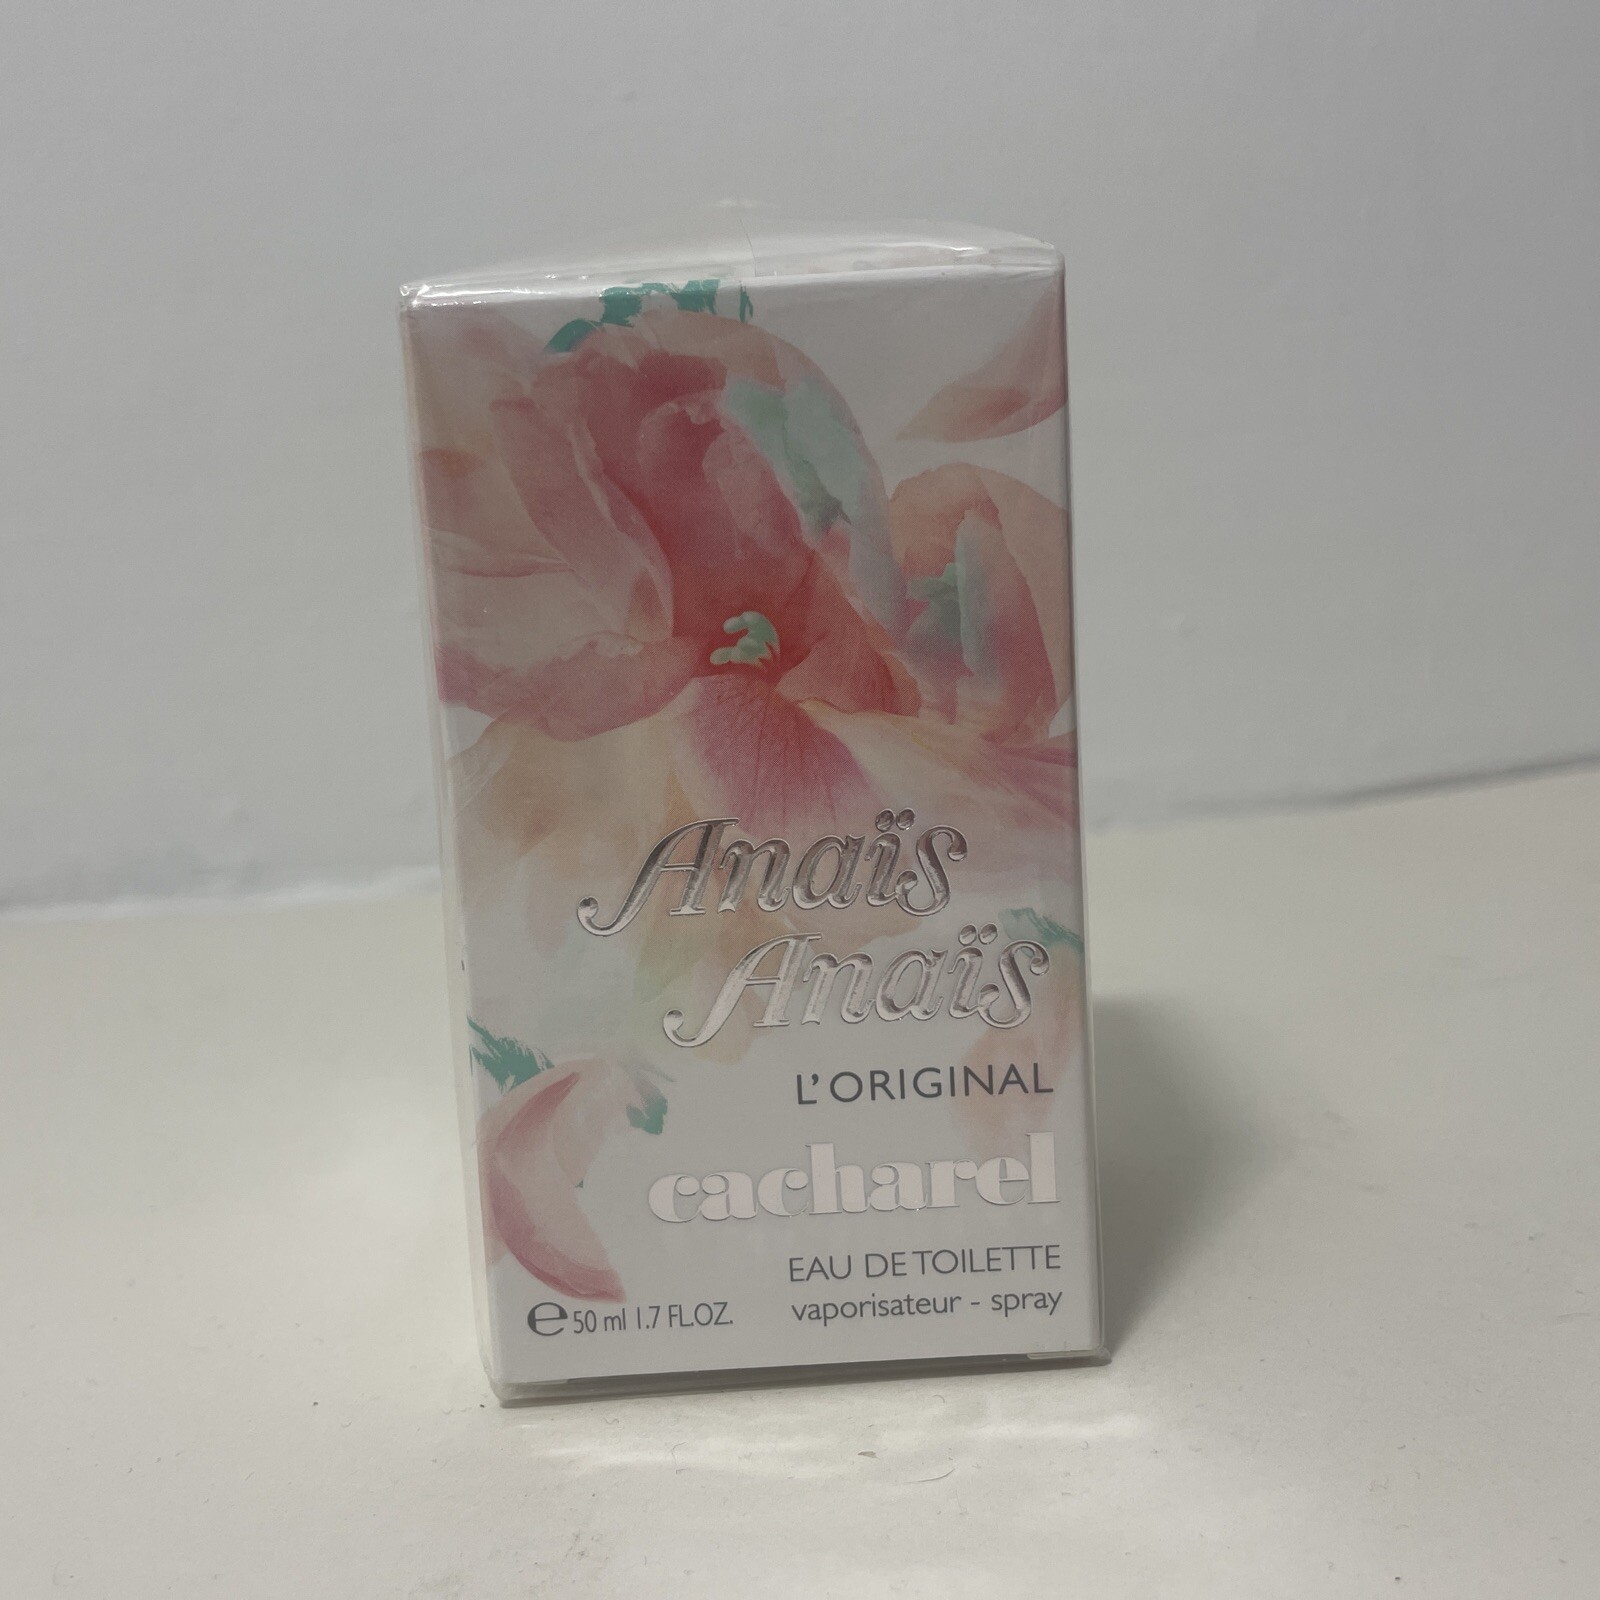 Anaïs
Anaïs
L'ORIGINAL
cacharel
EAU DE TOILETTE
vaporisateur - spray
℮ 50 ml 1.7 FL.OZ.